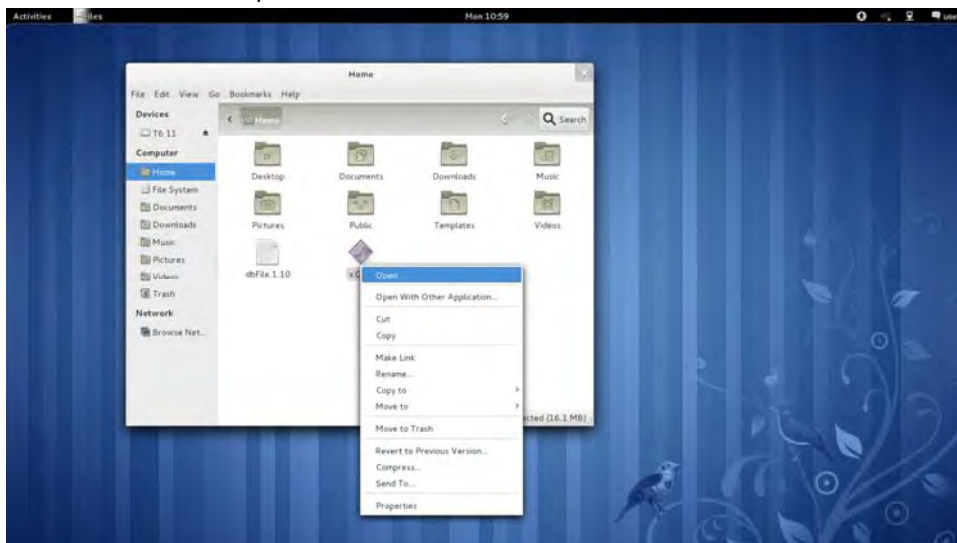 Activities Files Mon 10:59 use
Home
File Edit View Go Bookmarks Help
Devices
T6 11
Computer
Home
File System
Documents
Downloads
Music
Pictures
Videos
Trash
Network
Browse Net...
Home Search
Desktop Documents Downloads Music
Pictures Public Templates Videos
dbFile.1.10
Open
Open With Other Application...
Cut
Copy
Make Link
Rename...
Copy to
Move to
Move to Trash
Revert to Previous Version...
Compress...
Send To...
Properties
ected (16.1 MB)